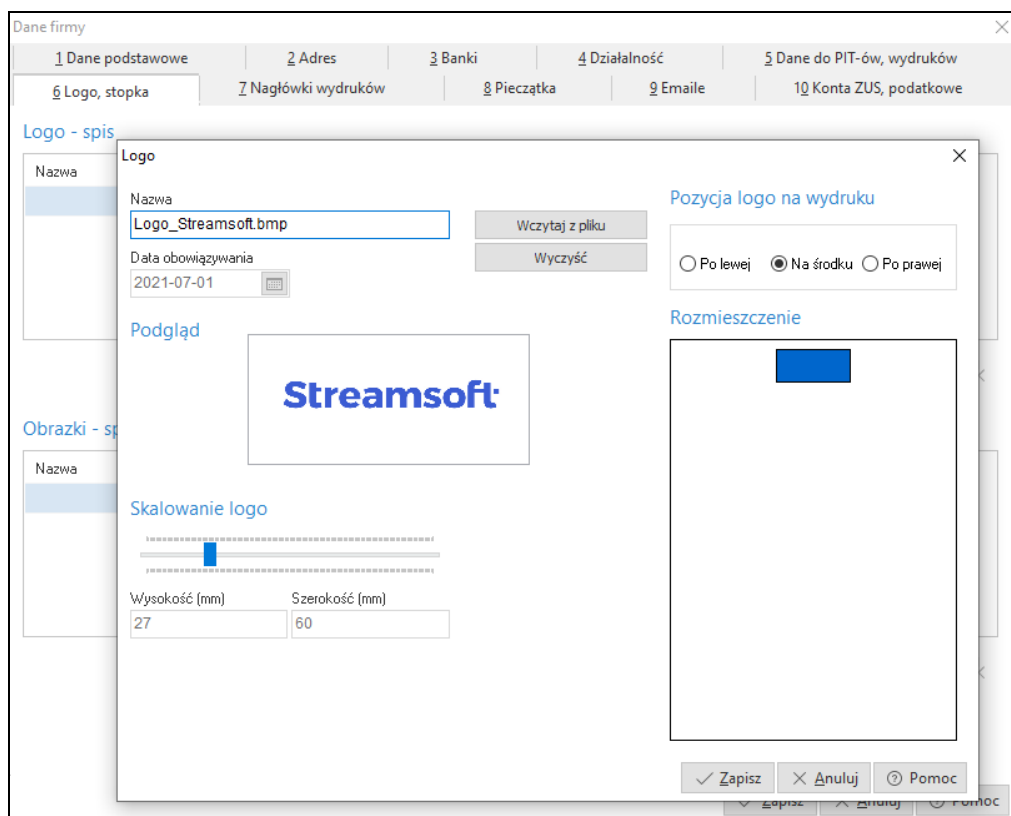 Dane firmy
1 Dane podstawowe 2 Adres 3 Banki 4 Działalność 5 Dane do PIT-ów, wydruków
6 Logo, stopka 7 Nagłówki wydruków 8 Pieczątka 9 Emaile 10 Konta ZUS, podatkowe
Logo - spis
Nazwa
Logo
Nazwa
Logo_Streamsoft.bmp
Wczytaj z pliku
Data obowiązywania
Wyczyść
2021-07-01
Pozycja logo na wydruku
Po lewej Na środku Po prawej
Podgląd
Streamsoft
Rozmieszczenie
Obrazki - sp
Nazwa
Skalowanie logo
Wysokość (mm) Szerokość (mm)
27 60
Zapisz Anuluj Pomoc
Zapisz Anuluj Pomoc